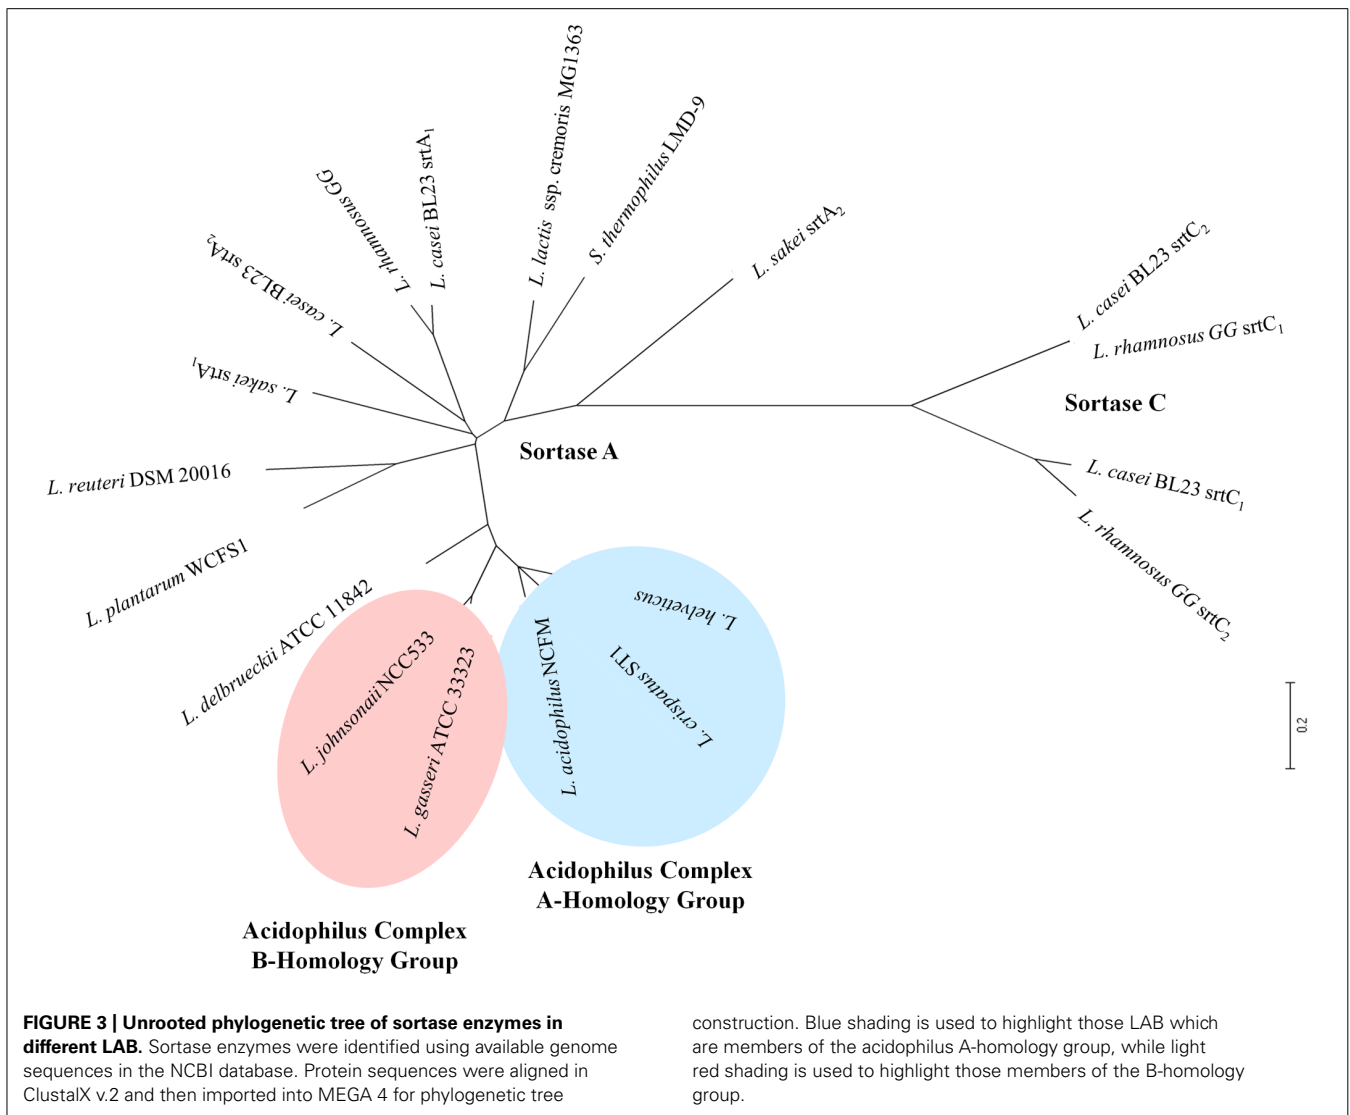 L. lactis ssp. cremoris MG1363
S. thermophilus LMD-9
L. casei BL23 srtA1
L. rhamnosus GG
L. sakei srtA2
L. casei BL23 srtA2
L. casei BL23 srtC2
L. rhamnosus GG srtC1
L. sakei srtA1
Sortase C
Sortase A
L. reuteri DSM 20016
L. casei BL23 srtC1
L. rhamnosus GG srtC2
L. plantarum WCFS1
L. delbrueckii ATCC 11842
L. helveticus
L. johnsonaii NCC533
L. gasseri ATCC 33323
L. acidophilus NCFM
L. crispatus ST1
0.2
Acidophilus Complex
A-Homology Group
Acidophilus Complex
B-Homology Group
FIGURE 3 | Unrooted phylogenetic tree of sortase enzymes in
different LAB. Sortase enzymes were identified using available genome
sequences in the NCBI database. Protein sequences were aligned in
ClustalX v.2 and then imported into MEGA 4 for phylogenetic tree
construction. Blue shading is used to highlight those LAB which
are members of the acidophilus A-homology group, while light
red shading is used to highlight those members of the B-homology
group.